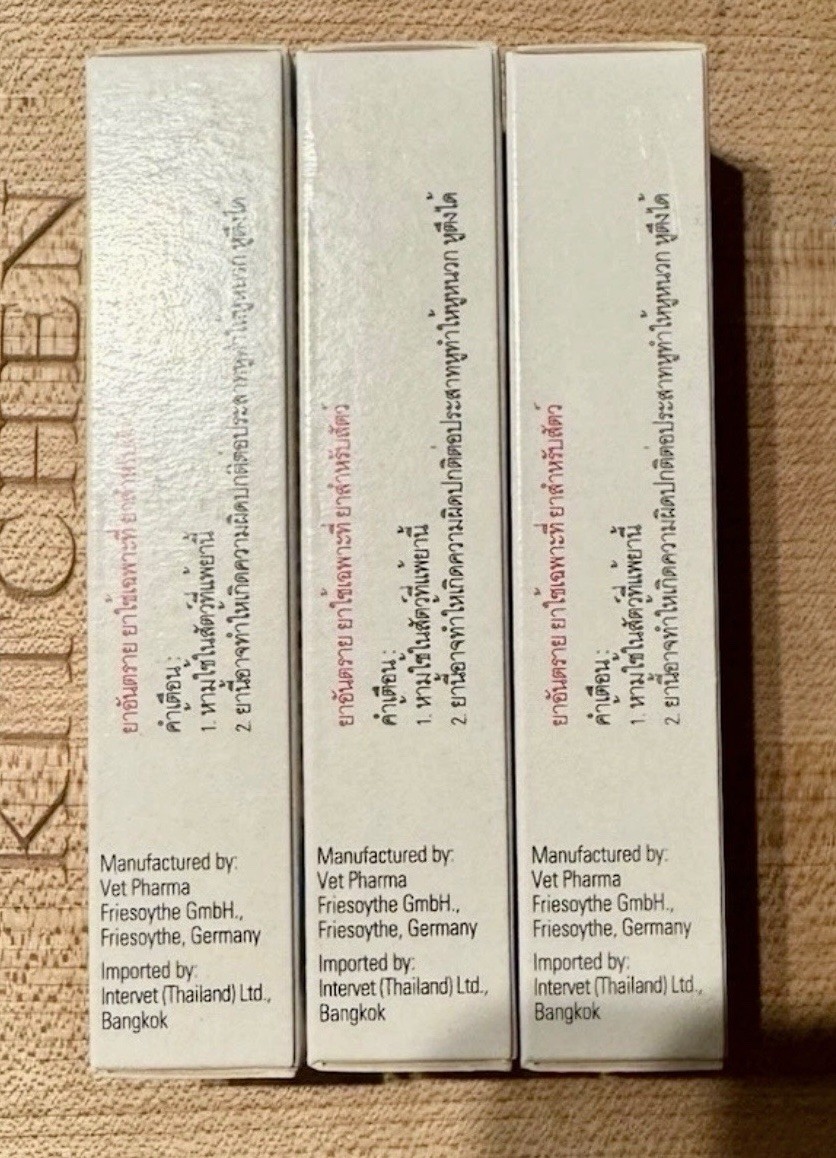 KITCHEN
ยาอันตราย ยาใช้เฉพาะที่ ยาสำหรับ
คำเตือน :
1. ห้ามใช้ในสัตว์ที่แพ้ยานี้
2. ยานี้อาจทำให้เกิดความผิดปกติต่อประสาทหูทำให้หูหนวก หูตึงได้
Manufactured by:
Vet Pharma
Friesoythe GmbH.,
Friesoythe, Germany
Imported by:
Intervet (Thailand) Ltd.,
Bangkok
ยาอันตราย ยาใช้เฉพาะที่ ยาสำหรับสัตว์
คำเตือน :
1. ห้ามใช้ในสัตว์ที่แพ้ยานี้
2. ยานี้อาจทำให้เกิดความผิดปกติต่อประสาทหูทำให้หูหนวก หูตึงได้
Manufactured by:
Vet Pharma
Friesoythe GmbH.,
Friesoythe, Germany
Imported by:
Intervet (Thailand) Ltd.,
Bangkok
ยาอันตราย ยาใช้เฉพาะที่ ยาสำหรับสัตว์
คำเตือน :
1. ห้ามใช้ในสัตว์ที่แพ้ยานี้
2. ยานี้อาจทำให้เกิดความผิดปกติต่อประสาทหูทำให้หูหนวก หูตึงได้
Manufactured by:
Vet Pharma
Friesoythe GmbH.,
Friesoythe, Germany
Imported by:
Intervet (Thailand) Ltd.,
Bangkok